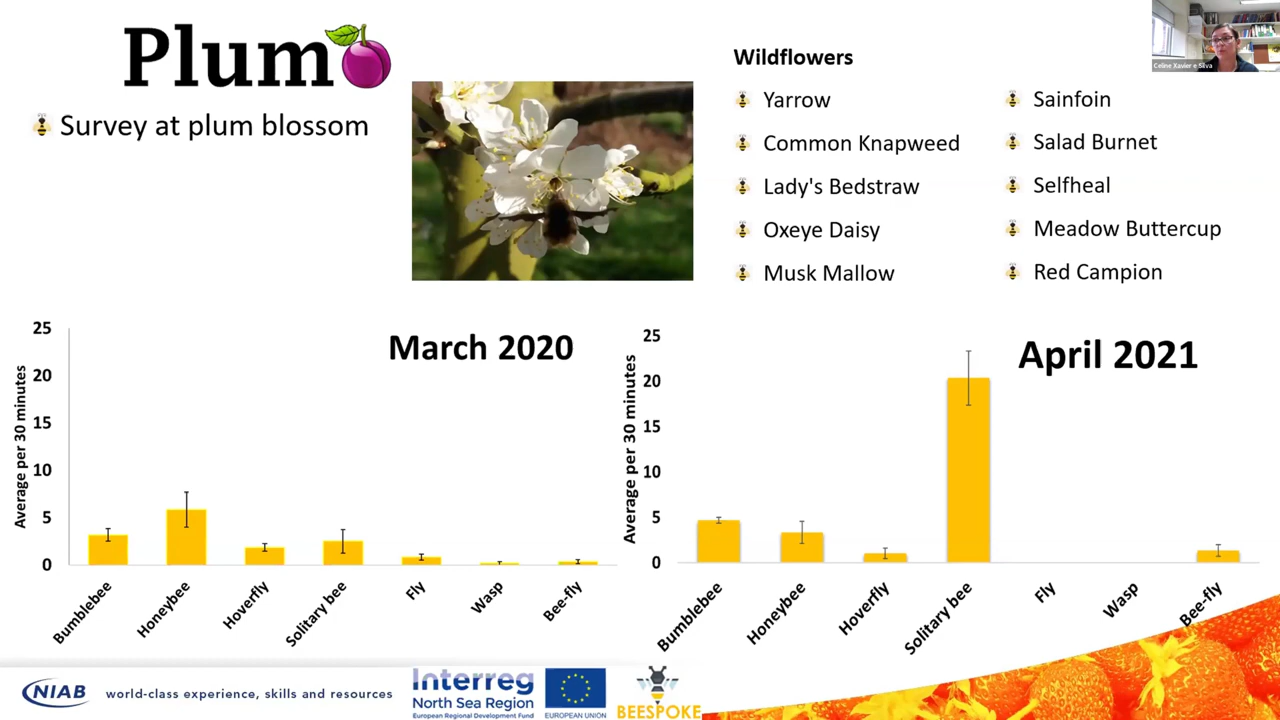 Plum
Survey at plum blossom
Wildflowers
Yarrow
Common Knapweed
Lady's Bedstraw
Oxeye Daisy
Musk Mallow
Sainfoin
Salad Burnet
Selfheal
Meadow Buttercup
Red Campion
Celine Xavier e Silva
March 2020
Average per 30 minutes
25
20
15
10
5
0
Bumblebee
Honeybee
Hoverfly
Solitary bee
Fly
Wasp
Bee-fly
April 2021
Average per 30 minutes
25
20
15
10
5
0
Bumblebee
Honeybee
Hoverfly
Solitary bee
Fly
Wasp
Bee-fly
NIAB
world-class experience, skills and resources
Interreg
North Sea Region
European Regional Development Fund
EUROPEAN UNION
BEESPOKE